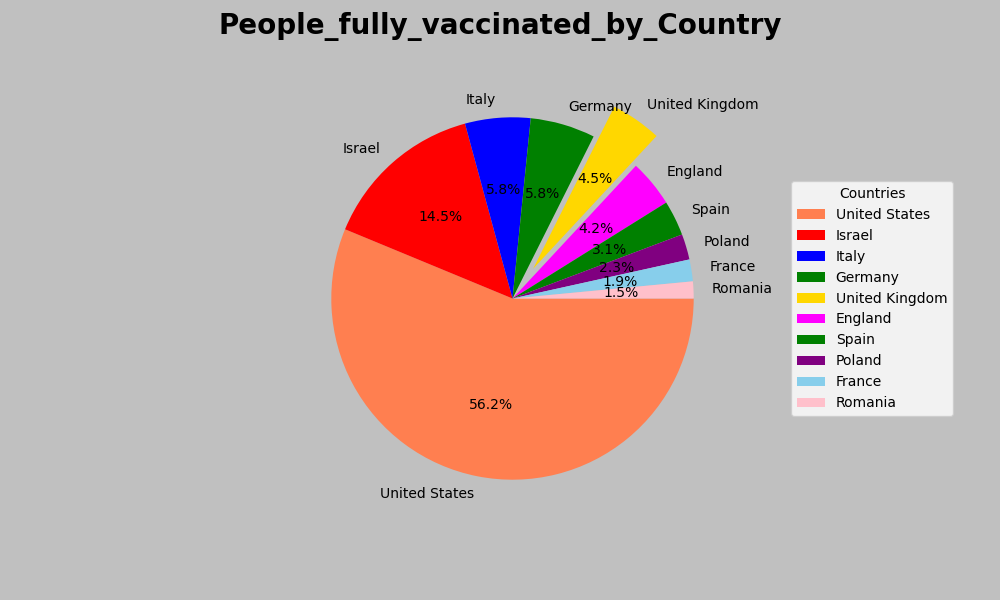 People_fully_vaccinated_by_Country
Italy
Germany
United Kingdom
Israel
England
Spain
Poland
France
Romania
United States
5.8%
5.8%
4.5%
14.5%
4.2%
3.1%
2.3%
1.9%
1.5%
56.2%
Countries
United States
Israel
Italy
Germany
United Kingdom
England
Spain
Poland
France
Romania